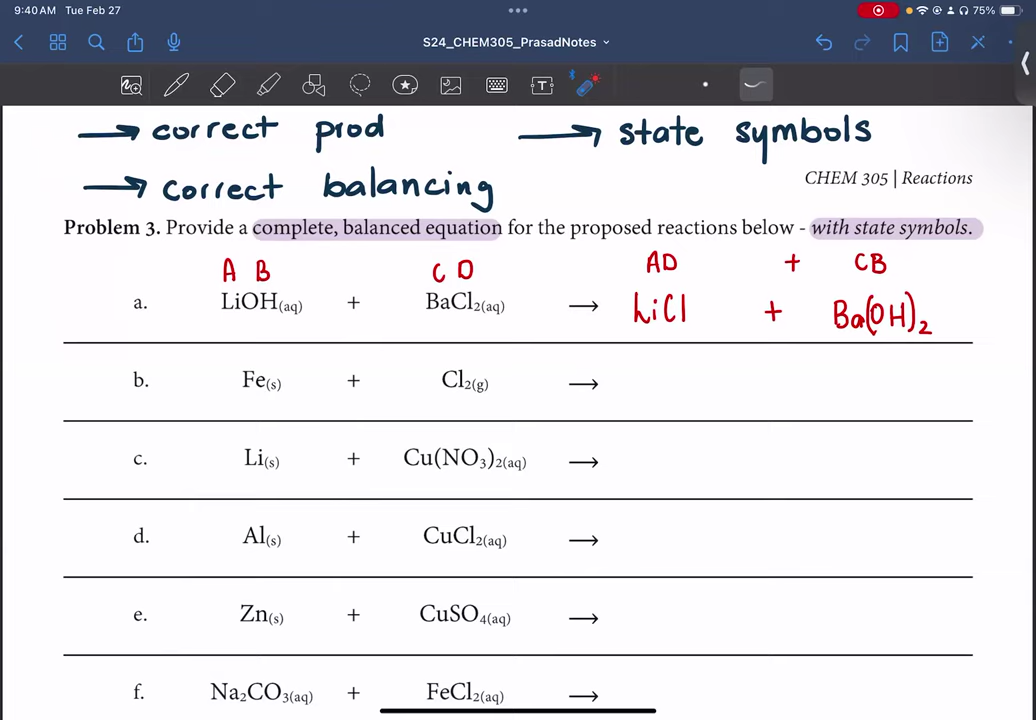 9:40 AM Tue Feb 27 75%
S24_CHEM305_PrasadNotes
→ correct prod → state symbols
→ correct balancing
CHEM 305 | Reactions
Problem 3. Provide a complete, balanced equation for the proposed reactions below - with state symbols.
A B C D AD + CB
a. LiOH(aq) + BaCl₂(aq) → LiCl + Ba(OH)₂
b. Fe(s) + Cl₂(g) →
c. Li(s) + Cu(NO₃)₂(aq) →
d. Al(s) + CuCl₂(aq) →
e. Zn(s) + CuSO₄(aq) →
f. Na₂CO₃(aq) + FeCl₂(aq) →